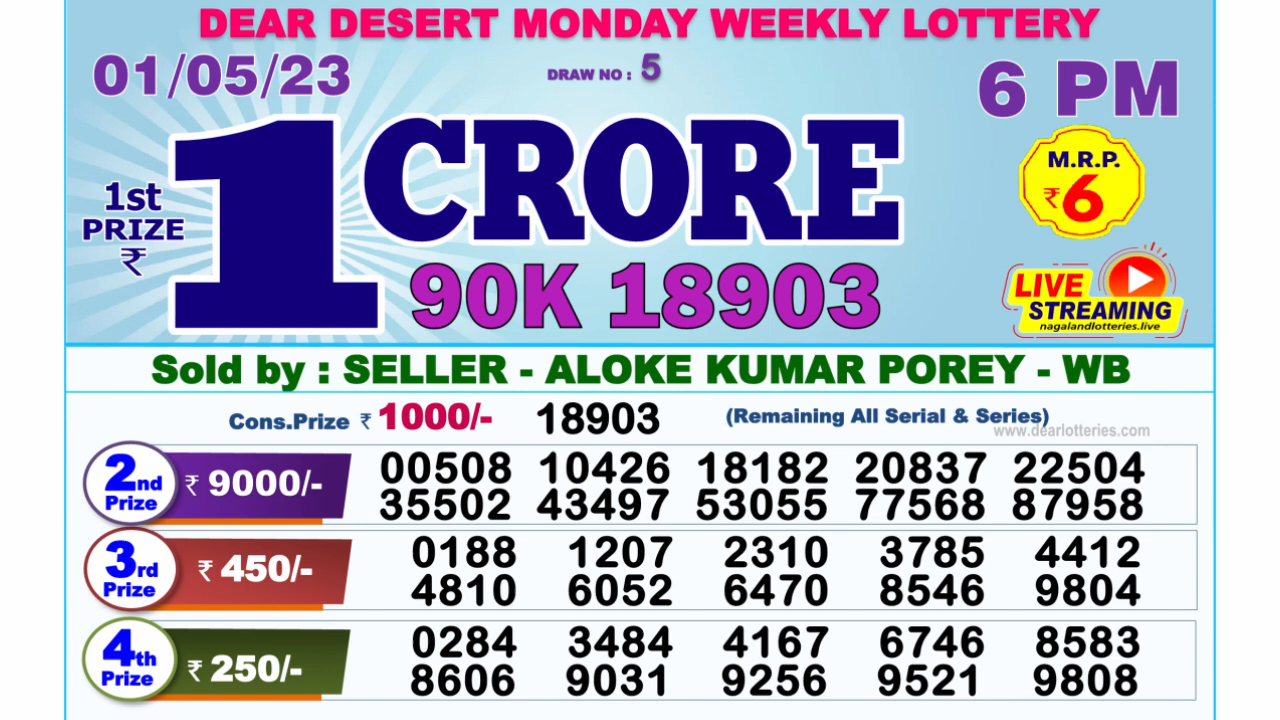 DEAR DESERT MONDAY WEEKLY LOTTERY
01/05/23
DRAW NO : 5
6 PM
1st PRIZE ₹
1 CRORE
M.R.P.
₹6
90K 18903
LIVE
STREAMING
nagalandlotteries.live
Sold by : SELLER - ALOKE KUMAR POREY - WB
Cons.Prize ₹ 1000/- 18903 (Remaining All Serial & Series)
www.dearlotteries.com
2nd Prize ₹ 9000/-
00508 10426 18182 20837 22504
35502 43497 53055 77568 87958
3rd Prize ₹ 450/-
0188 1207 2310 3785 4412
4810 6052 6470 8546 9804
4th Prize ₹ 250/-
0284 3484 4167 6746 8583
8606 9031 9256 9521 9808